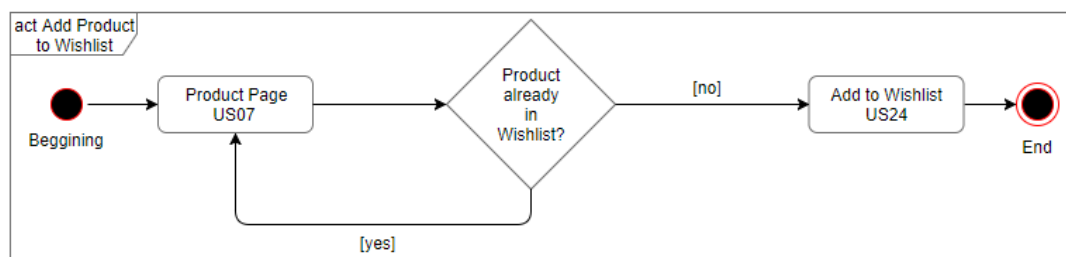 act Add Product
to Wishlist
Beggining
Product Page
US07
Product
already
in
Wishlist?
[no]
[yes]
Add to Wishlist
US24
End